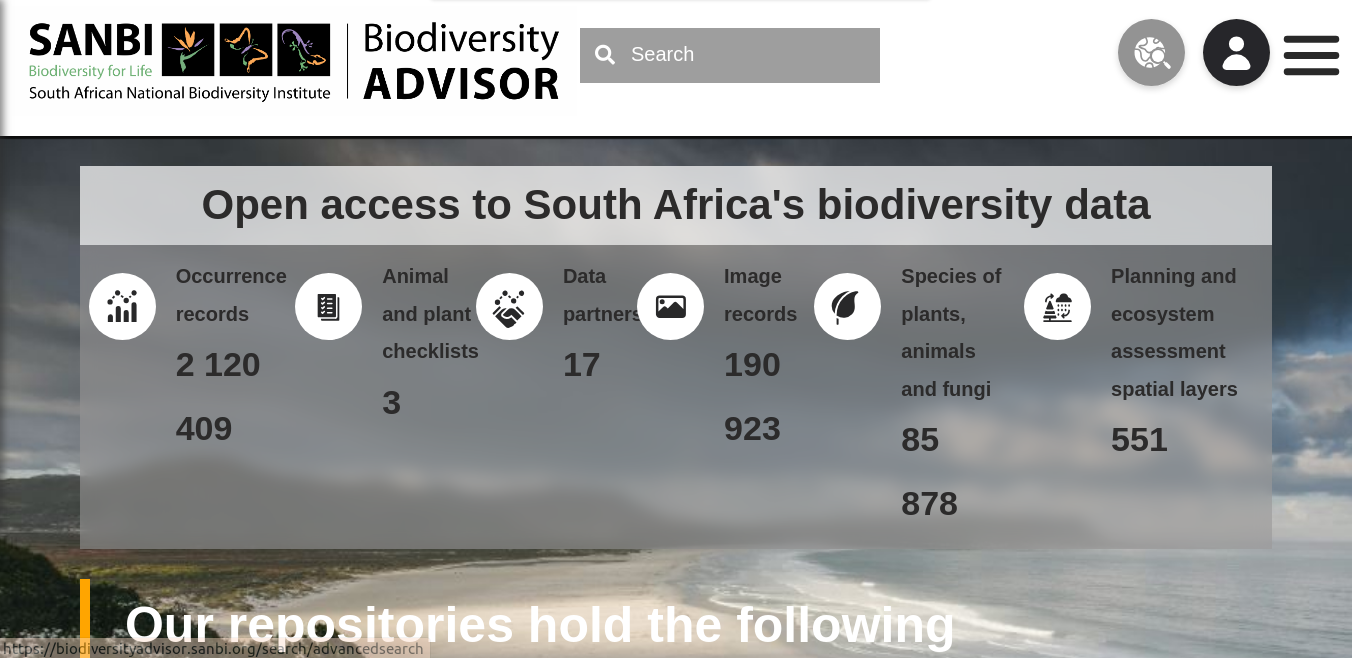 SANBI
Biodiversity for Life
South African National Biodiversity Institute
Biodiversity
ADVISOR
Search
Open access to South Africa's biodiversity data
Occurrence
records
2 120
409
Animal
and plant
checklists
3
Data
partners
17
Image
records
190
923
Species of
plants,
animals
and fungi
85
878
Planning and
ecosystem
assessment
spatial layers
551
Our repositories hold the following
https://biodiversityadvisor.sanbi.org/search/advancedsearch